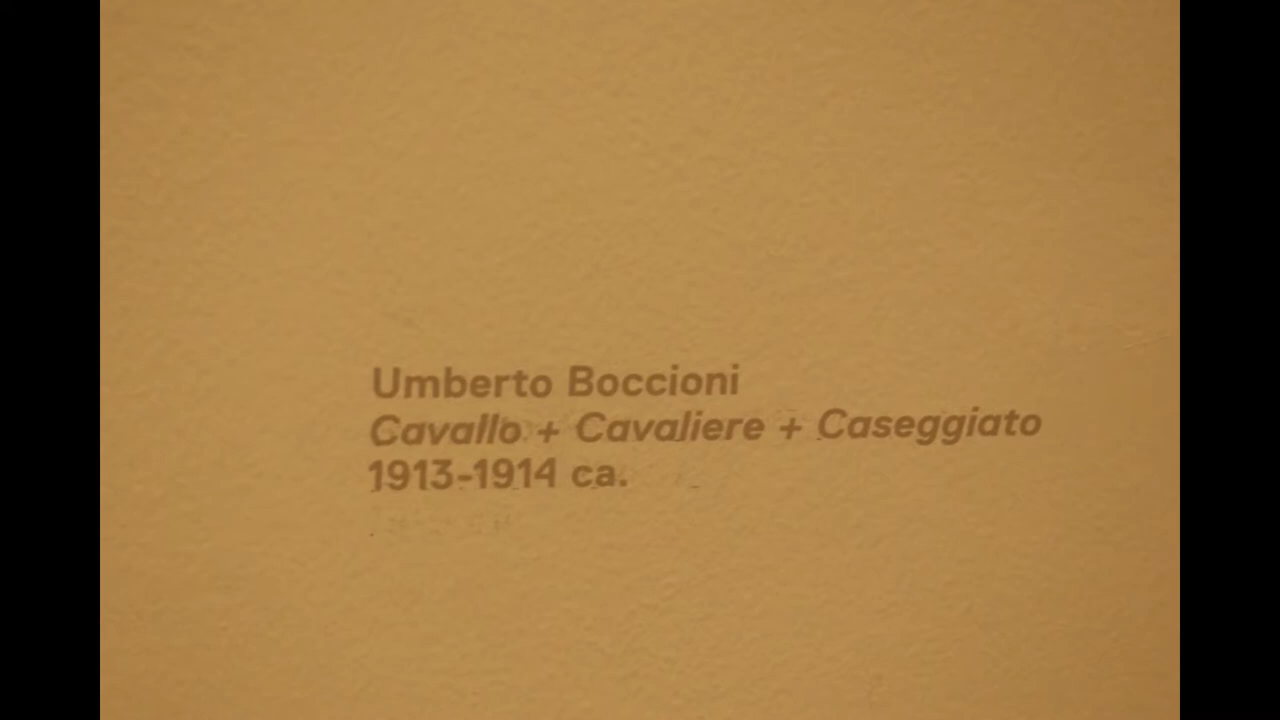 Umberto Boccioni
Cavallo + Cavaliere + Caseggiato
1913-1914 ca.